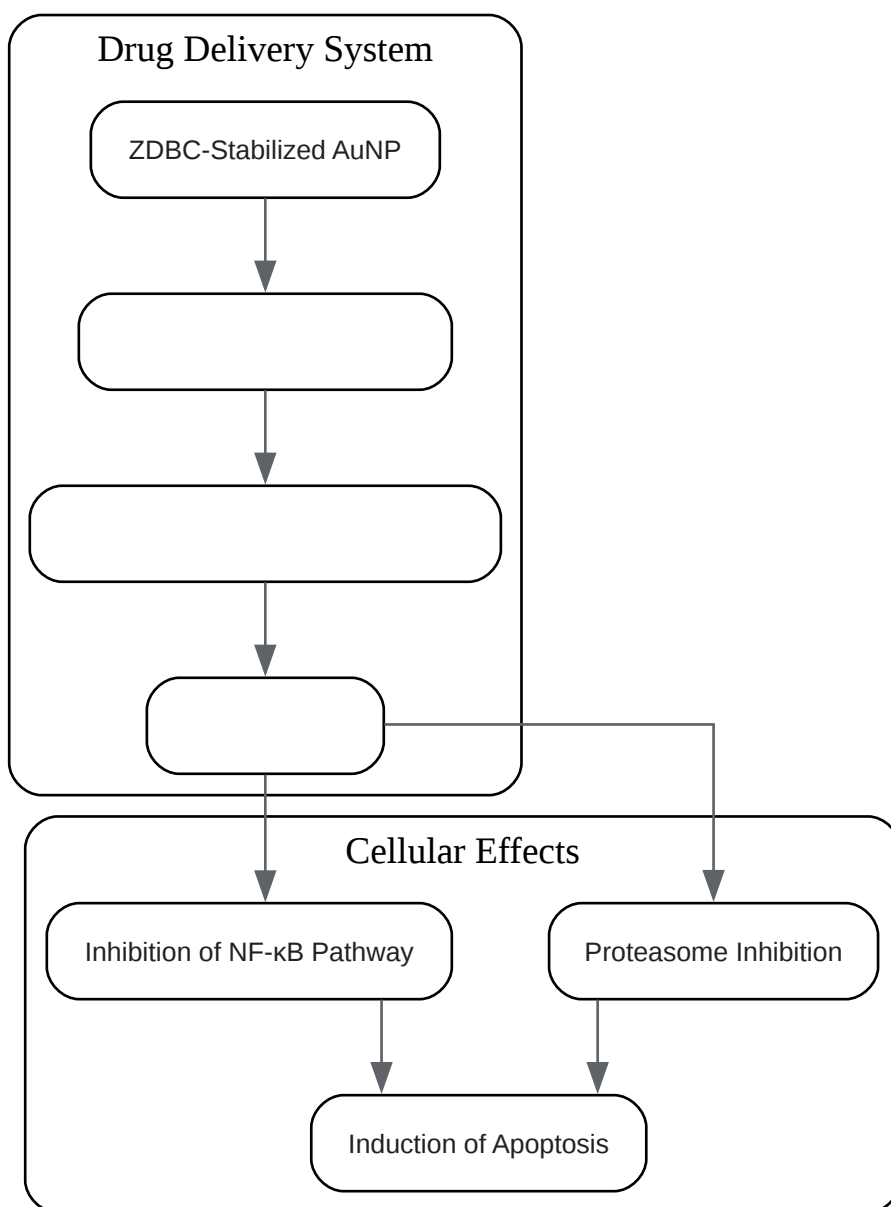 Drug Delivery System
ZDBC-Stabilized AuNP
Cellular Effects
Inhibition of NF-κB Pathway
Proteasome Inhibition
Induction of Apoptosis